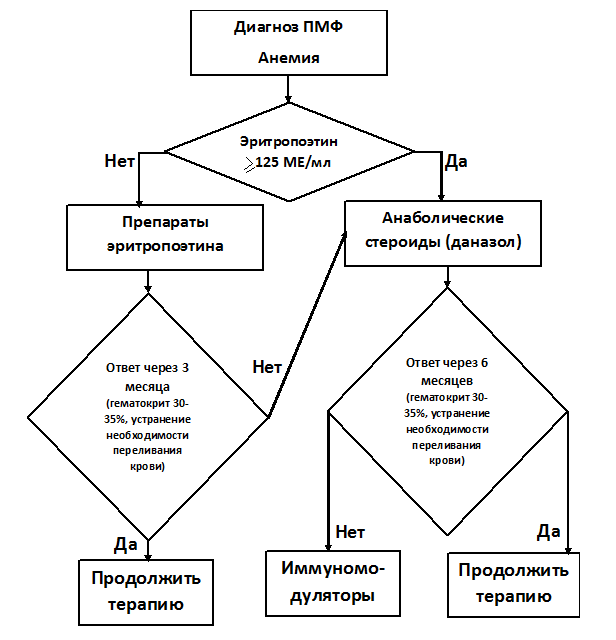 Диагноз ПМФ
Анемия
Эритропоэтин
≥125 МЕ/мл
Нет
Да
Препараты
эритропоэтина
Анаболические
стероиды (даназол)
Ответ через 3
месяца
(гематокрит 30-
35%, устранение
необходимости
переливания
крови)
Нет
Ответ через 6
месяцев
(гематокрит 30-
35%, устранение
необходимости
переливания
крови)
Да
Нет
Да
Продолжить
терапию
Иммуномо-
дуляторы
Продолжить
терапию